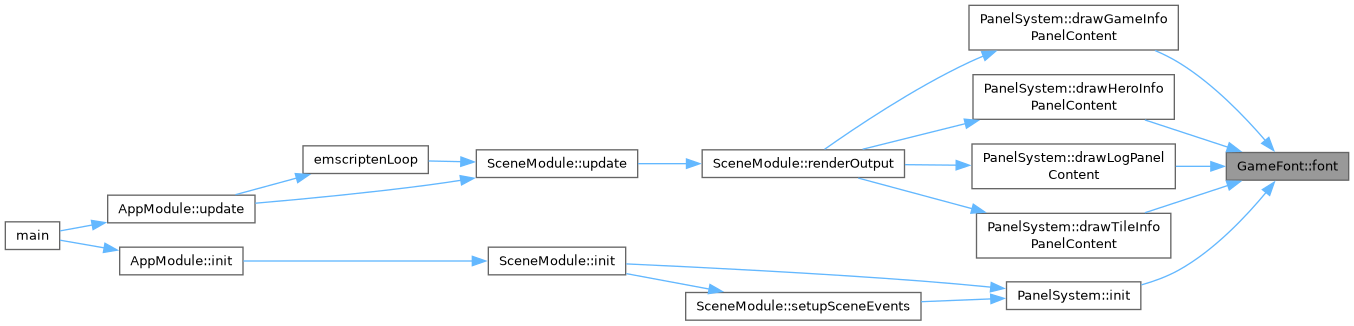 main
AppModule::update
AppModule::init
emscriptenLoop
SceneModule::update
SceneModule::init
SceneModule::setupSceneEvents
SceneModule::renderOutput
PanelSystem::drawGameInfo
PanelContent
PanelSystem::drawHeroInfo
PanelContent
PanelSystem::drawLogPanel
Content
PanelSystem::drawTileInfo
PanelContent
PanelSystem::init
GameFont::font